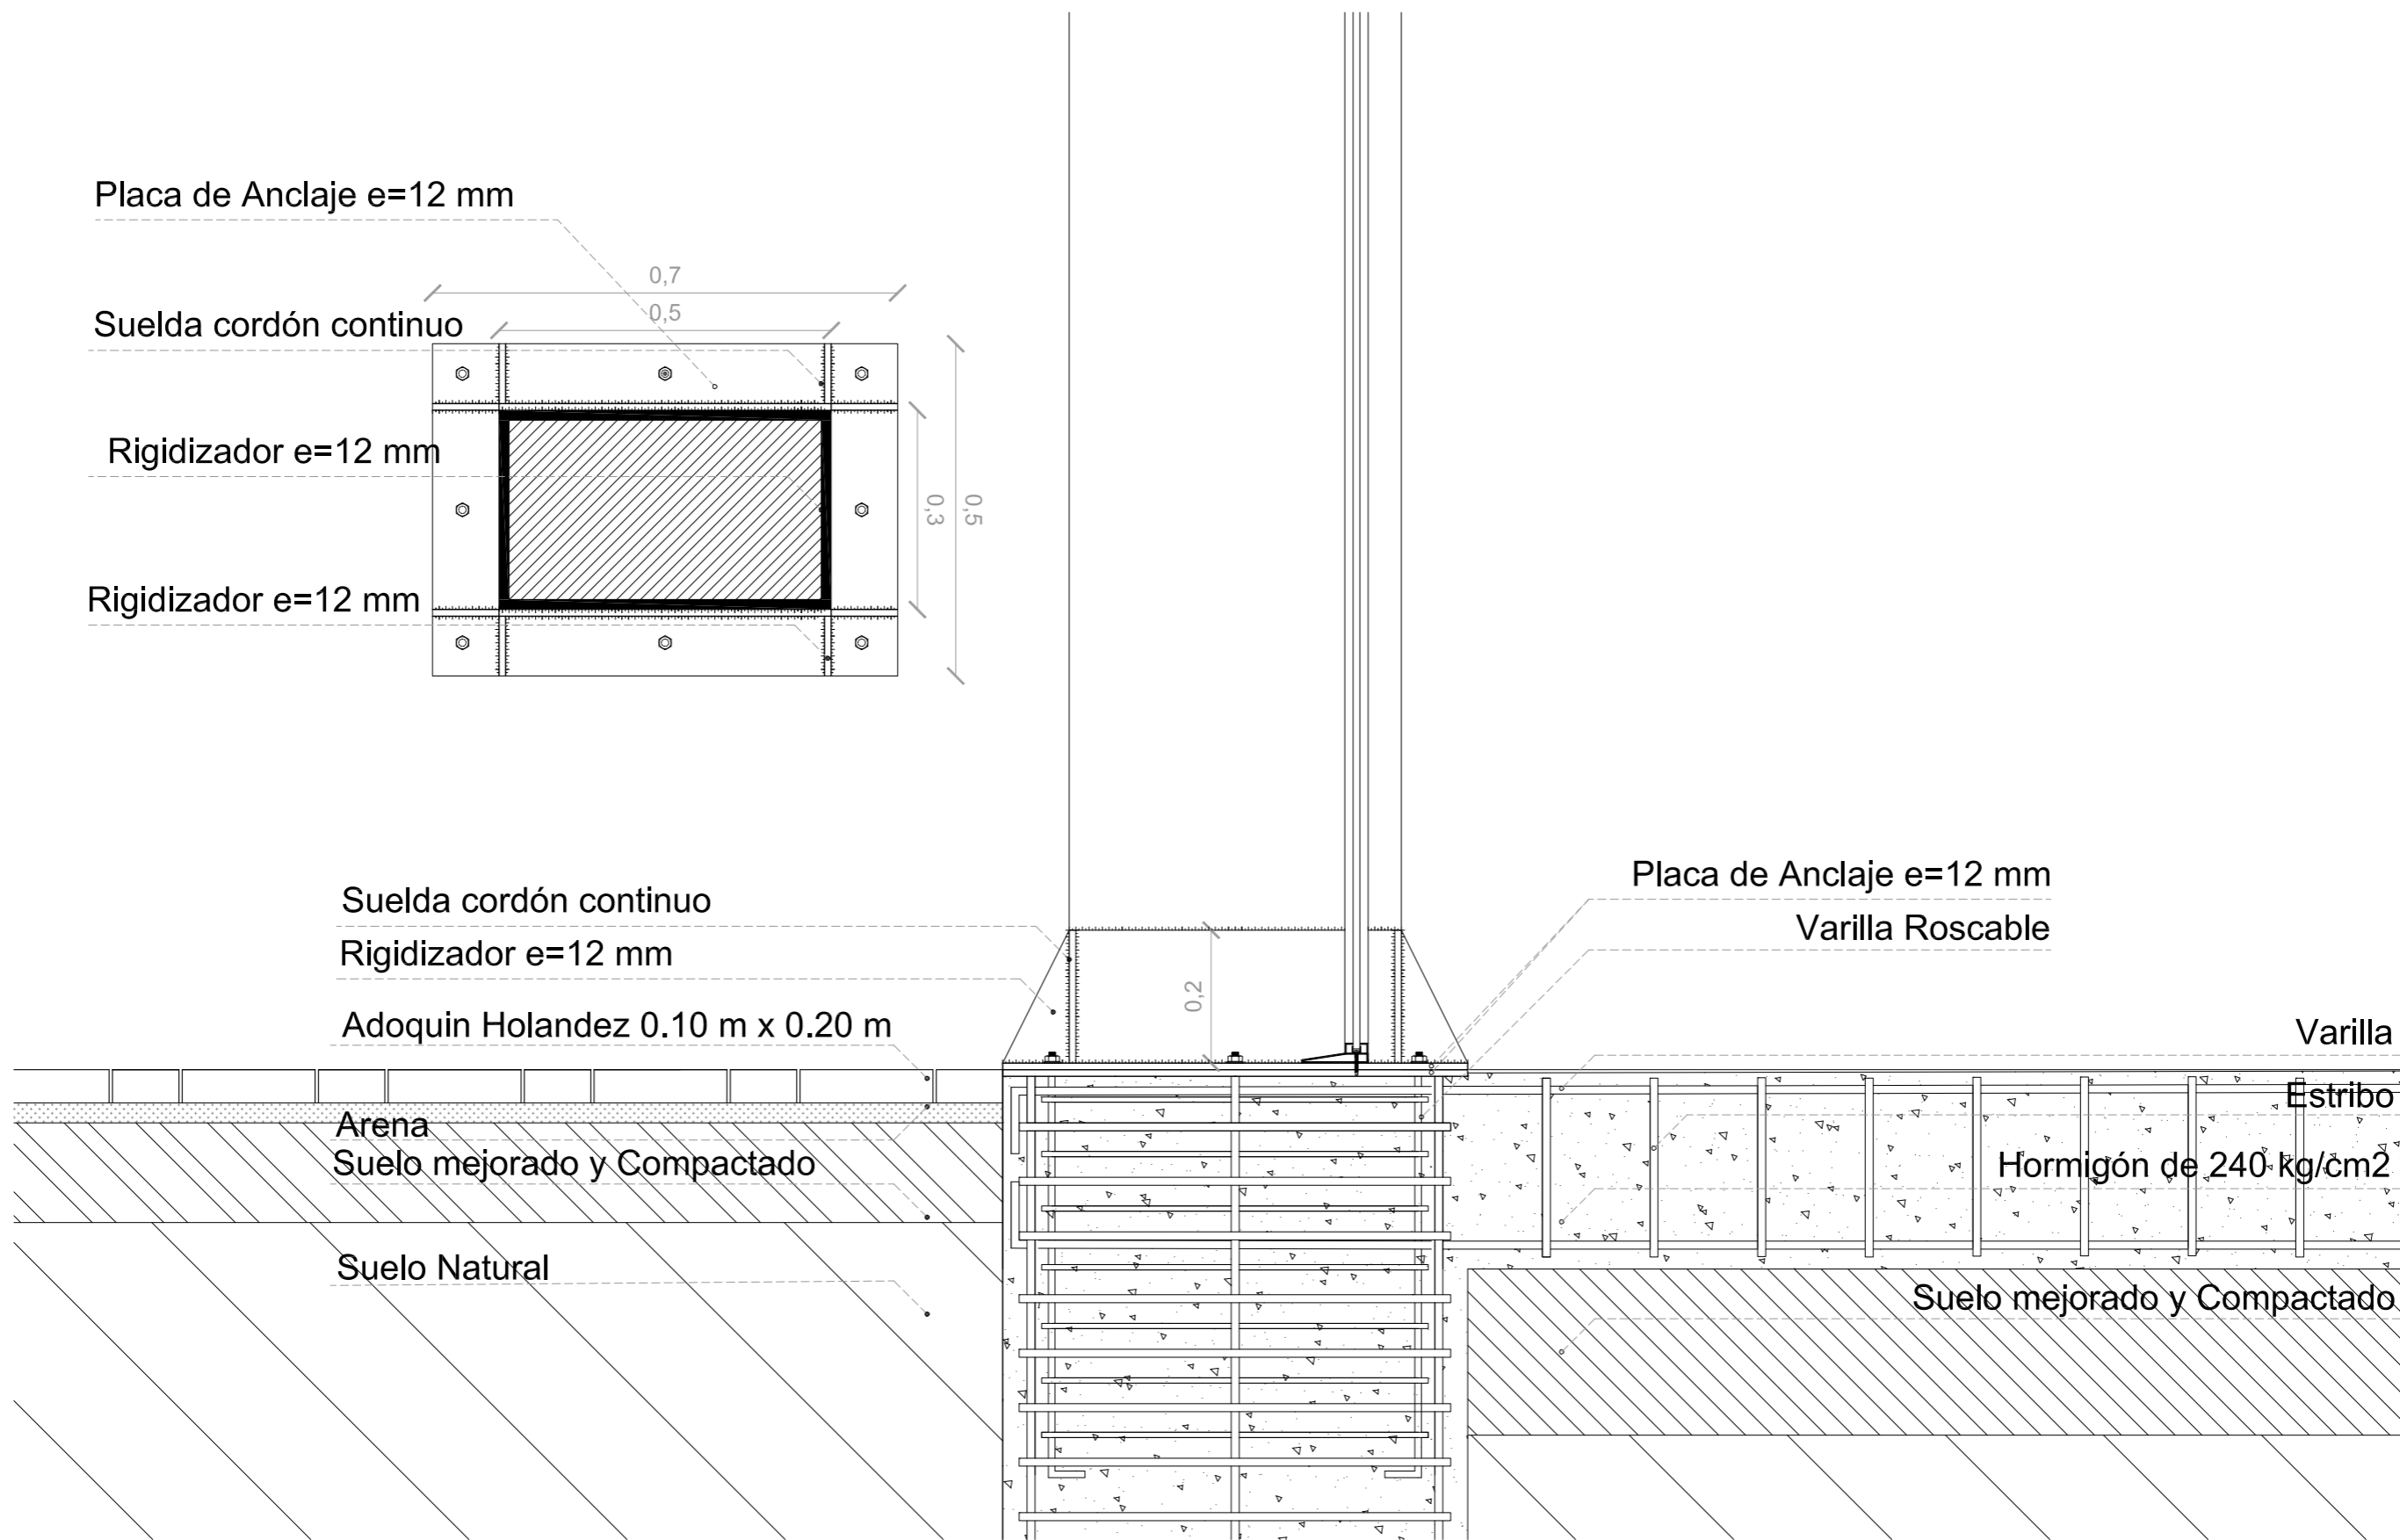 Placa de Anclaje e=12 mm
0,7
0,5
Suelda cordón continuo
Rigidizador e=12 mm
0,3
0,5
Rigidizador e=12 mm
Placa de Anclaje e=12 mm
Suelda cordón continuo
Varilla Roscable
Rigidizador e=12 mm
0,2
Adoquin Holandez 0.10 m x 0.20 m
Varilla
Estribo
Arena
Suelo mejorado y Compactado
Hormigón de 240 kg/cm2
Suelo Natural
Suelo mejorado y Compactado